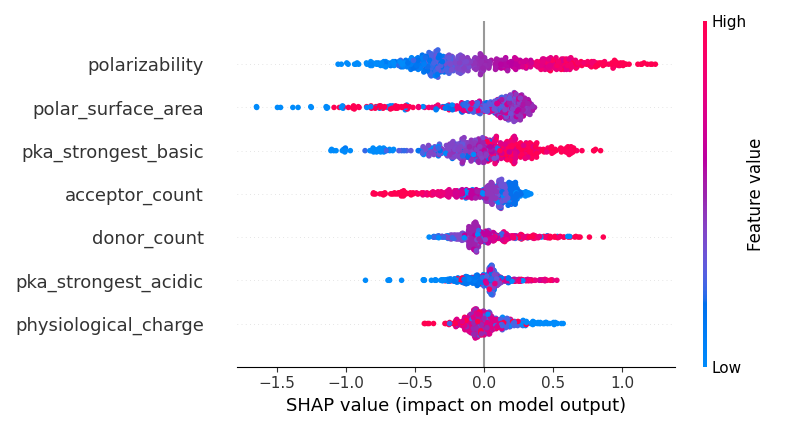 High
polarizability
polar_surface_area
pka_strongest_basic
acceptor_count
donor_count
pka_strongest_acidic
physiological_charge
Feature value
Low
−1.5 −1.0 −0.5 0.0 0.5 1.0
SHAP value (impact on model output)